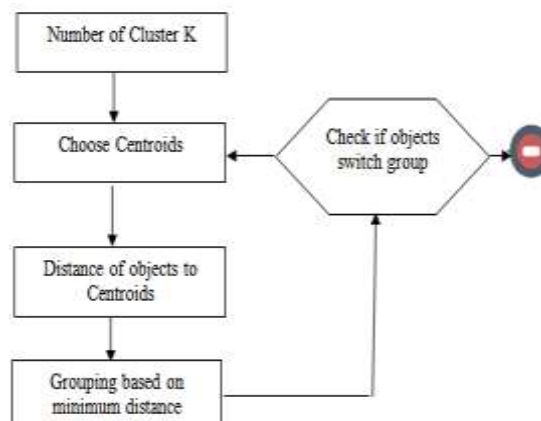 Number of Cluster K
Choose Centroids
Check if objects
switch group
Distance of objects to
Centroids
Grouping based on
minimum distance